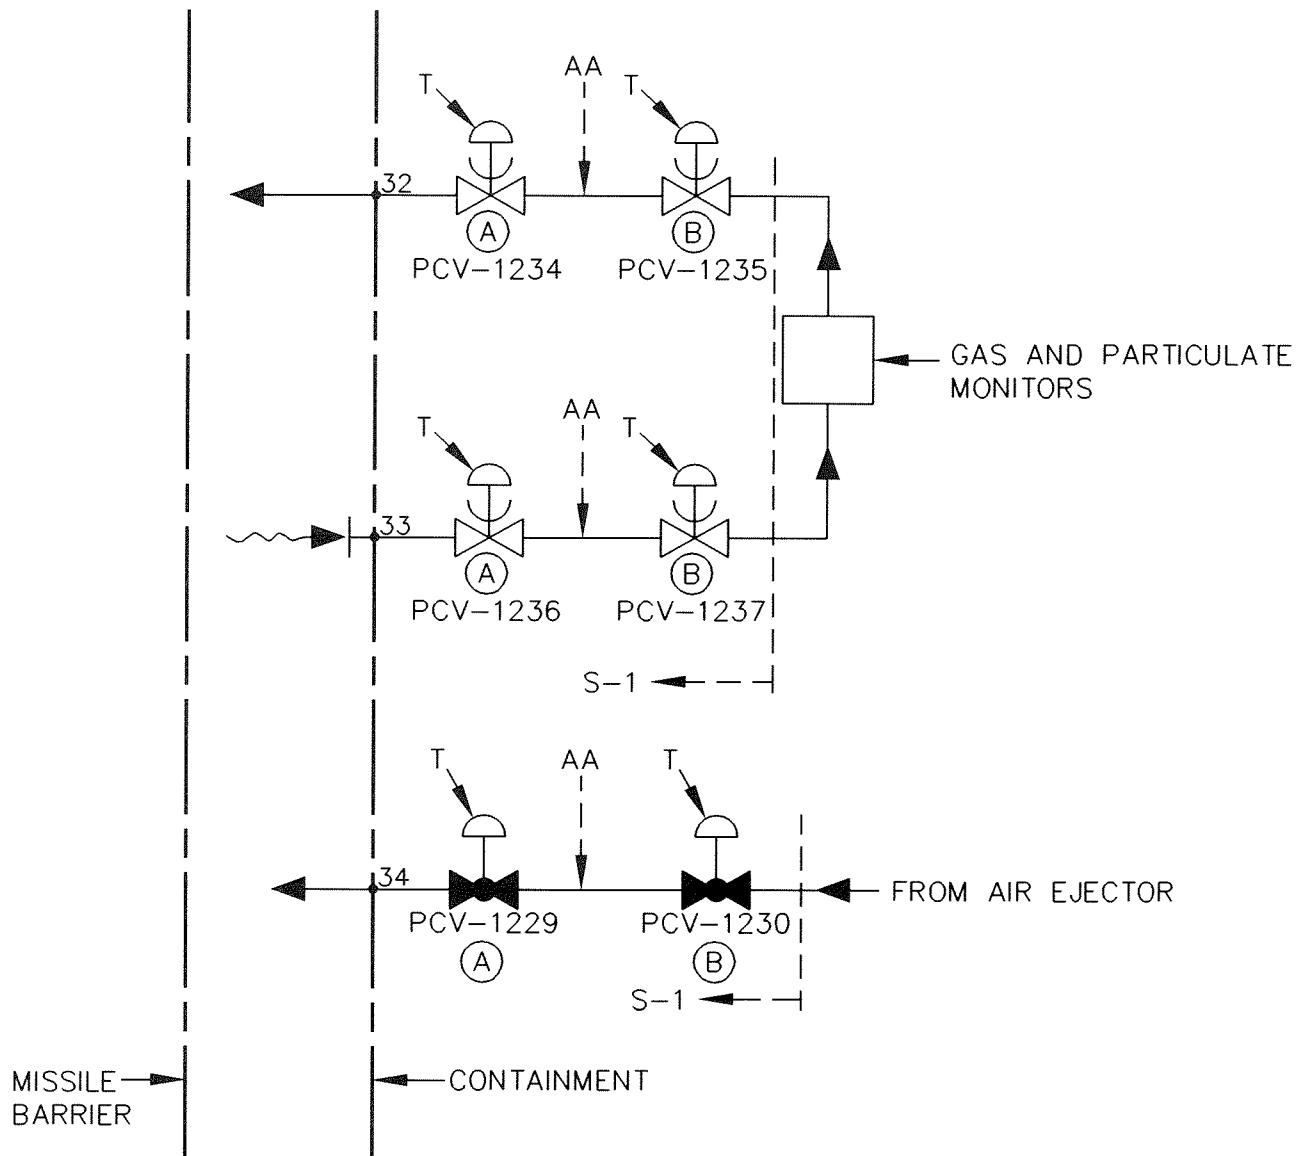 AA
T
T
32
A
B
PCV-1234
PCV-1235
GAS AND PARTICULATE
MONITORS
AA
T
T
33
A
B
PCV-1236
PCV-1237
S-1
T
AA
T
34
FROM AIR EJECTOR
PCV-1229
PCV-1230
A
B
S-1
MISSILE
BARRIER
CONTAINMENT